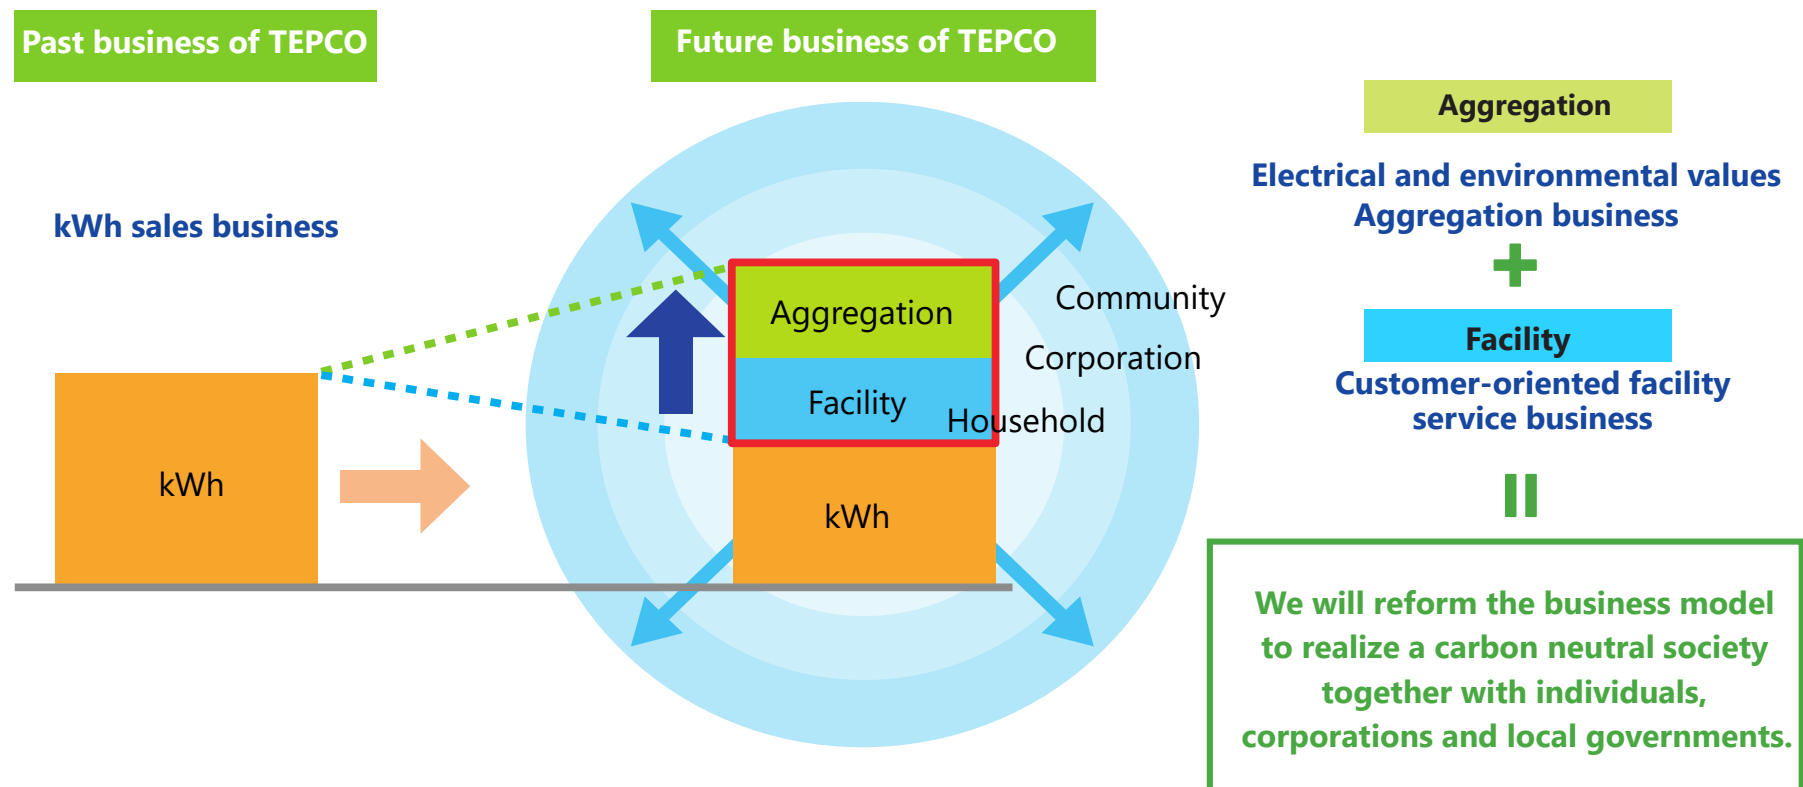 Past business of TEPCO
Future business of TEPCO
kWh sales business
kWh
Aggregation
Facility
kWh
Community
Corporation
Household
Aggregation
Electrical and environmental values
Aggregation business
+
Facility
Customer-oriented facility
service business
We will reform the business model
to realize a carbon neutral society
together with individuals,
corporations and local governments.